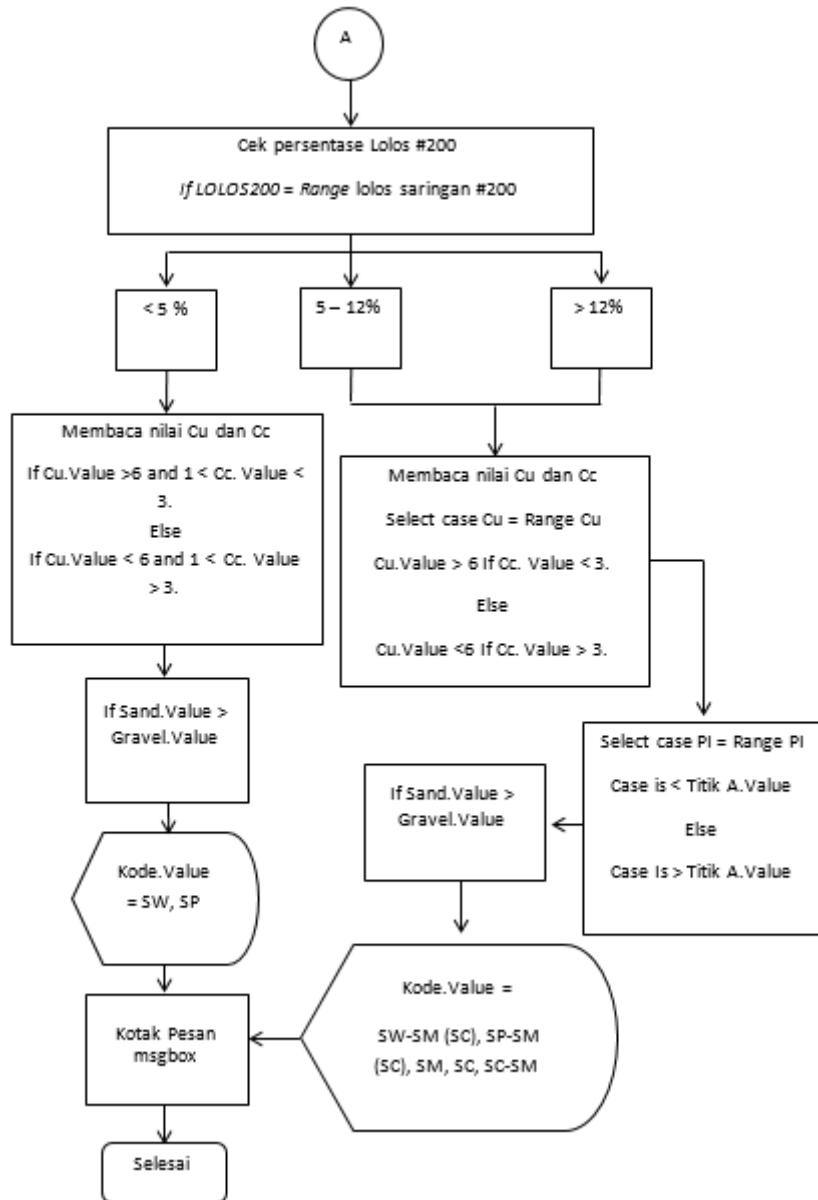 A
Cek persentase Lolos #200
If LOLOS200 = Range lolos saringan #200
< 5 %
5 – 12%
> 12%
Membaca nilai Cu dan Cc
If Cu.Value >6 and 1 < Cc. Value <
3.
Else
If Cu.Value < 6 and 1 < Cc. Value
> 3.
Membaca nilai Cu dan Cc
Select case Cu = Range Cu
Cu.Value > 6 If Cc. Value < 3.
Else
Cu.Value <6 If Cc. Value > 3.
If Sand.Value >
Gravel.Value
Select case PI = Range PI
Case is < Titik A.Value
Else
Case Is > Titik A.Value
If Sand.Value >
Gravel.Value
Kode.Value
= SW, SP
Kode.Value =
SW-SM (SC), SP-SM
(SC), SM, SC, SC-SM
Kotak Pesan
msgbox
Selesai